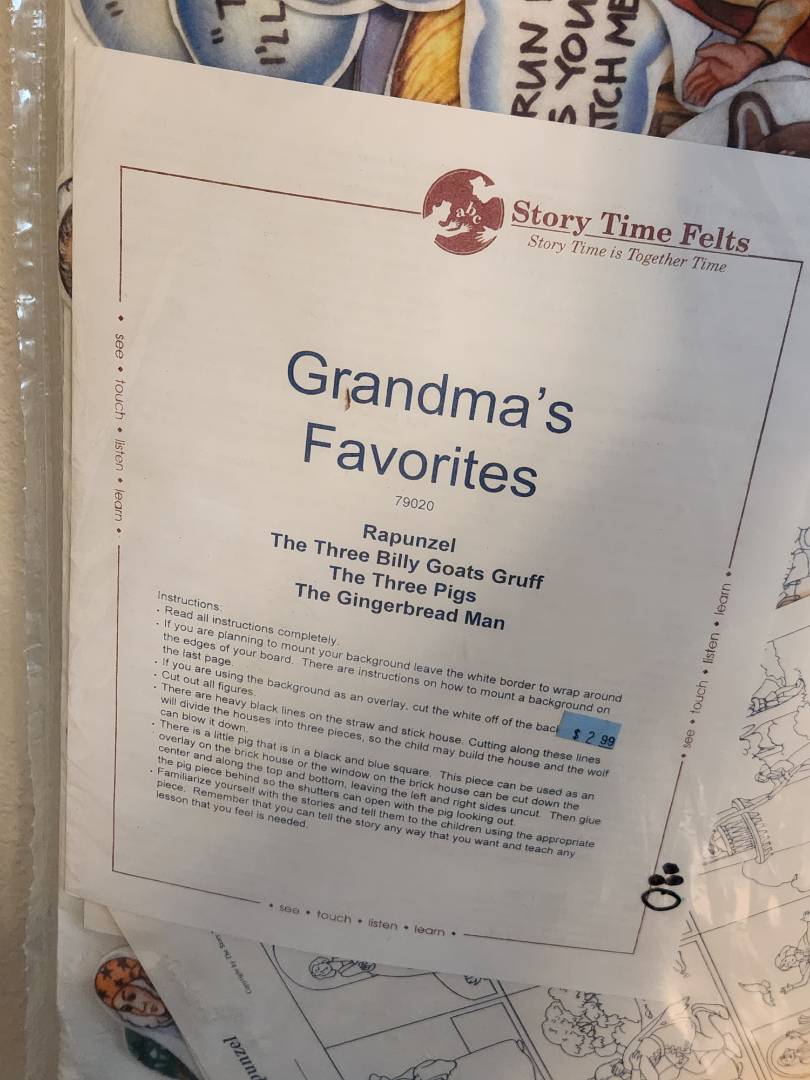 "T
I'LL
RUN
S YOU
TCH ME
abc
Story Time Felts
Story Time is Together Time
• see • touch • listen • learn •
Grandma's
Favorites
79020
Rapunzel
The Three Billy Goats Gruff
The Three Pigs
The Gingerbread Man
Instructions:
· Read all instructions completely.
· If you are planning to mount your background leave the white border to wrap around
the edges of your board. There are instructions on how to mount a background on
the last page.
· If you are using the background as an overlay, cut the white off of the bac
· Cut out all figures.
· There are heavy black lines on the straw and stick house. Cutting along these lines
will divide the houses into three pieces, so the child may build the house and the wolf
can blow it down.
· There is a little pig that is in a black and blue square. This piece can be used as an
overlay on the brick house or the window on the brick house can be cut down the
center and along the top and bottom, leaving the left and right sides uncut. Then glue
the pig piece behind so the shutters can open with the pig looking out.
· Familiarize yourself with the stories and tell them to the children using the appropriate
piece. Remember that you can tell the story any way that you want and teach any
lesson that you feel is needed.
$ 2 99
• see • touch • listen • learn •
• see • touch • listen • learn •
Copyright by The Story
punzel